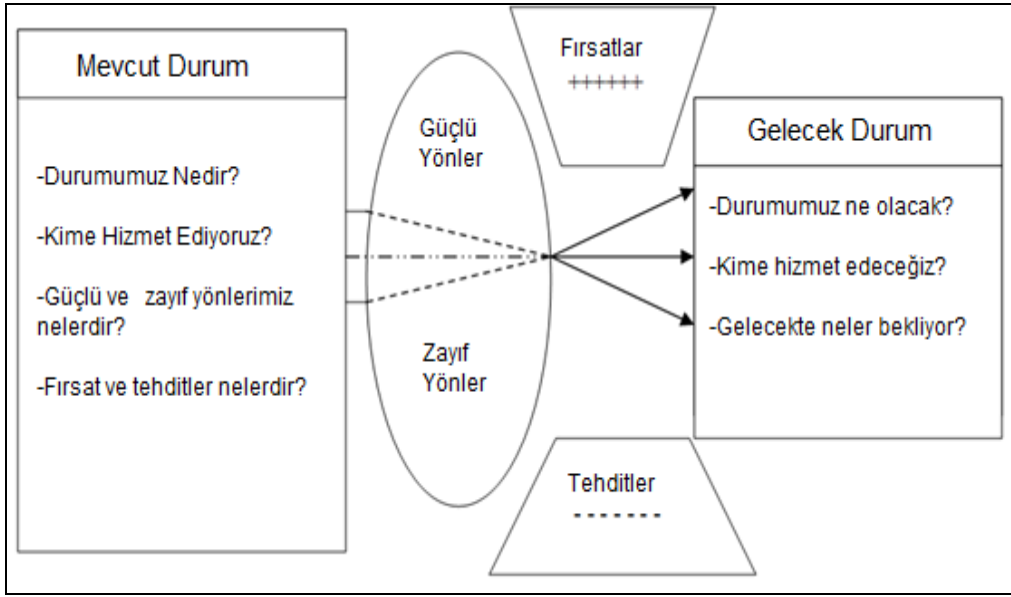 Mevcut Durum
-Durumumuz Nedir?
-Kime Hizmet Ediyoruz?
-Güçlü ve zayıf yönlerimiz
nelerdir?
-Fırsat ve tehditler nelerdir?
Güçlü
Yönler
Zayıf
Yönler
Fırsatlar
++++++
Tehditler
-------
Gelecek Durum
-Durumumuz ne olacak?
-Kime hizmet edeceğiz?
-Gelecekte neler bekliyor?